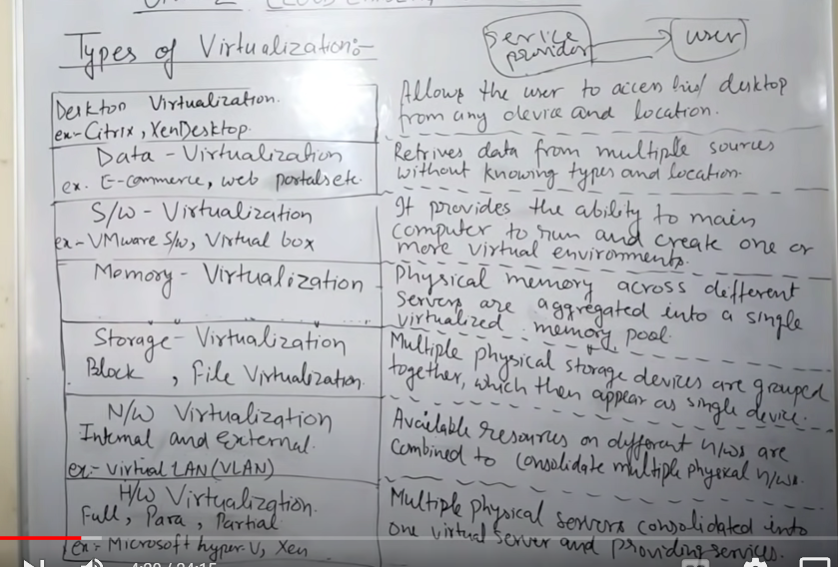 Types of Virtualization:-
Service provider
user
Desktop Virtualization.
ex- Citrix, XenDesktop.
Allows the user to access his/ desktop
from any device and location.
Data - Virtualization
ex. E-commerce, web portals etc.
Retrives data from multiple sources
without knowing types and location.
S/W - Virtualization
ex- VMware S/w, Virtual box
It provides the ability to main
computer to run and create one or
more virtual environments.
Memory - Virtualization
Physical memory across different
servers are aggregated into a single
virtualized memory pool.
Storage - Virtualization
Block , File Virtualization.
Multiple physical storage devices are grouped
together, which then appear as single device.
N/W Virtualization
Internal and External.
ex:- Virtual LAN (VLAN)
Available resources on different n/ws are
combined to consolidate multiple physical n/ws.
H/W Virtualization.
Full, Para, Partial
ex:- Microsoft hyper-V, Xen
Multiple physical servers consolidated into
one virtual server and providing services.